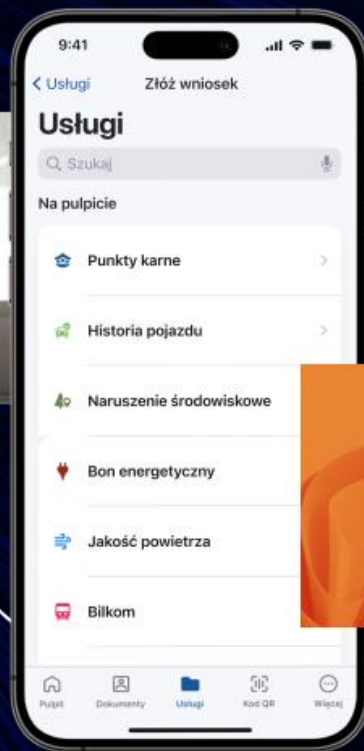 9:41
Usługi
Złóż wniosek
Usługi
Szukaj
Na pulpicie
Punkty karne
Historia pojazdu
Naruszenie środowiskowe
Bon energetyczny
Jakość powietrza
Bilkom
Pulpit
Dokumenty
Usługi
Kod QR
Więcej